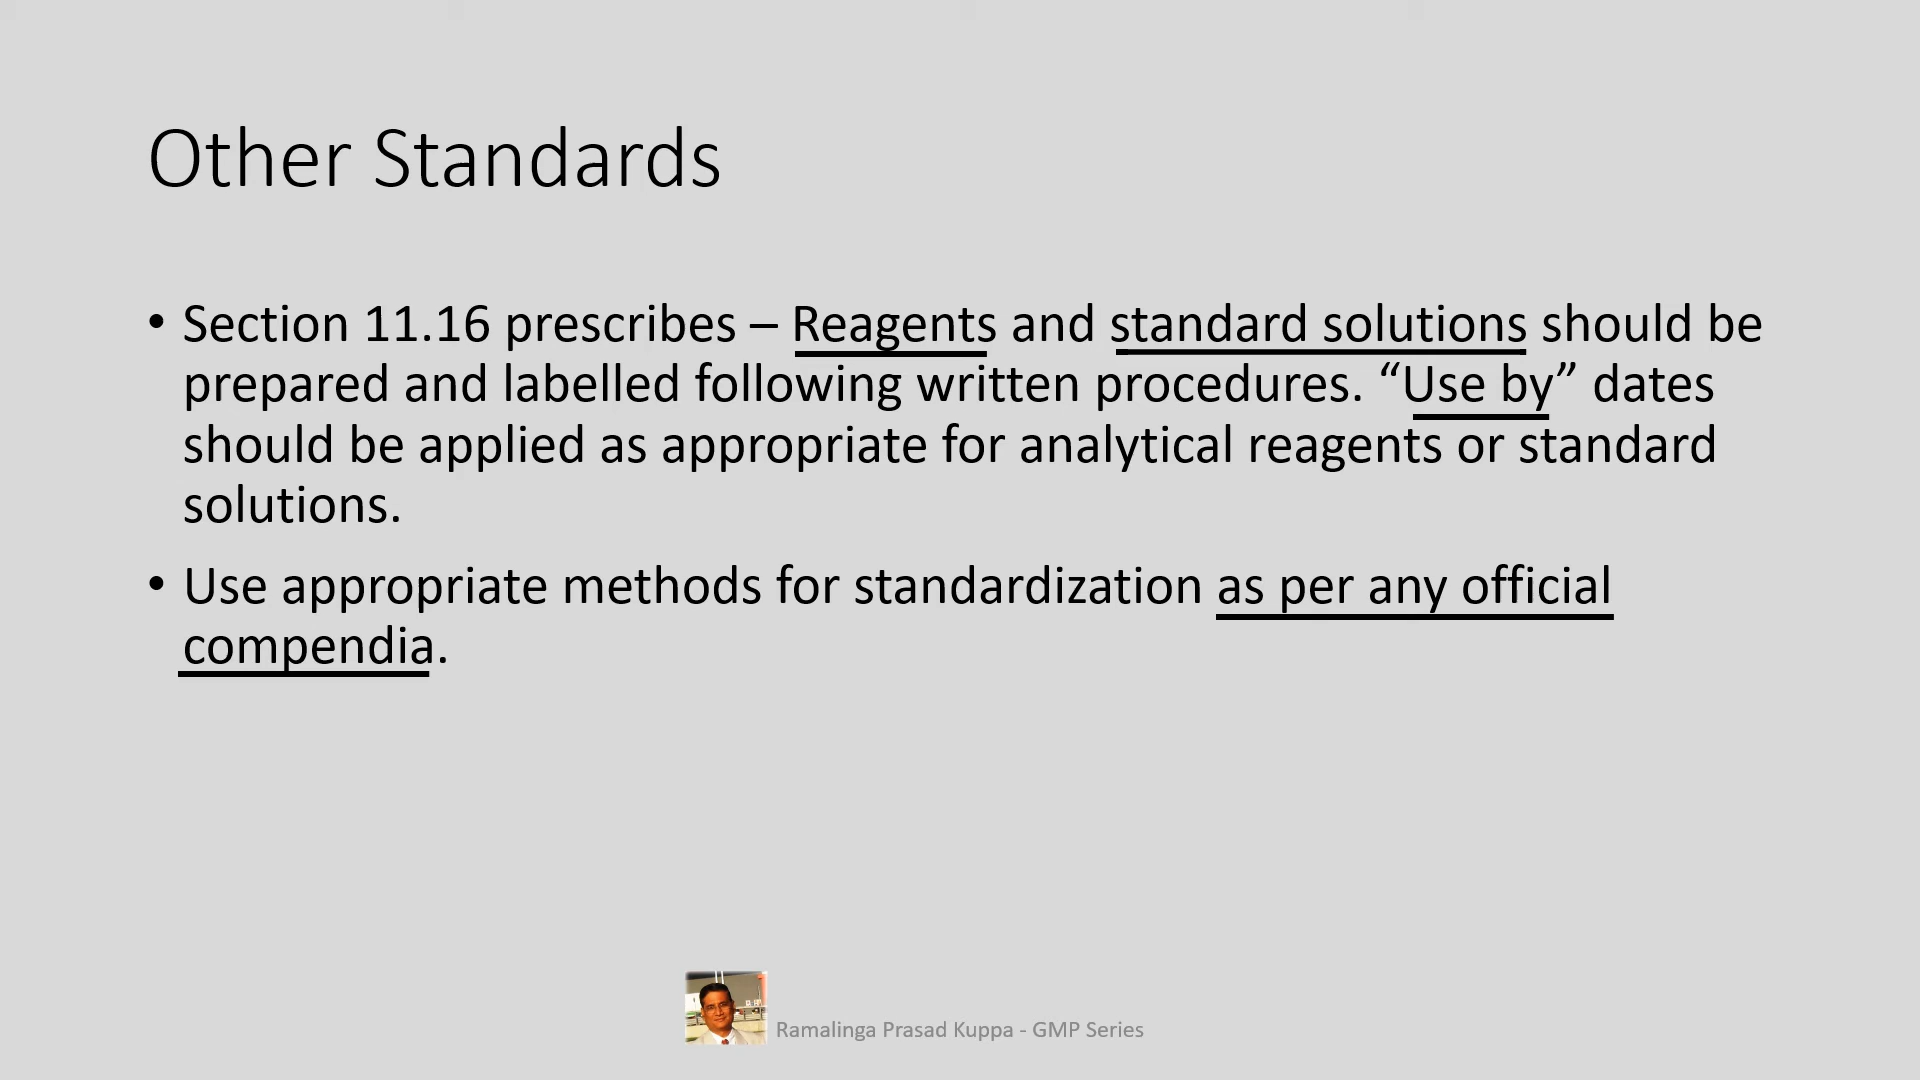 Other Standards
• Section 11.16 prescribes – Reagents and standard solutions should be
prepared and labelled following written procedures. “Use by” dates
should be applied as appropriate for analytical reagents or standard
solutions.
• Use appropriate methods for standardization as per any official
compendia.
Ramalinga Prasad Kuppa - GMP Series